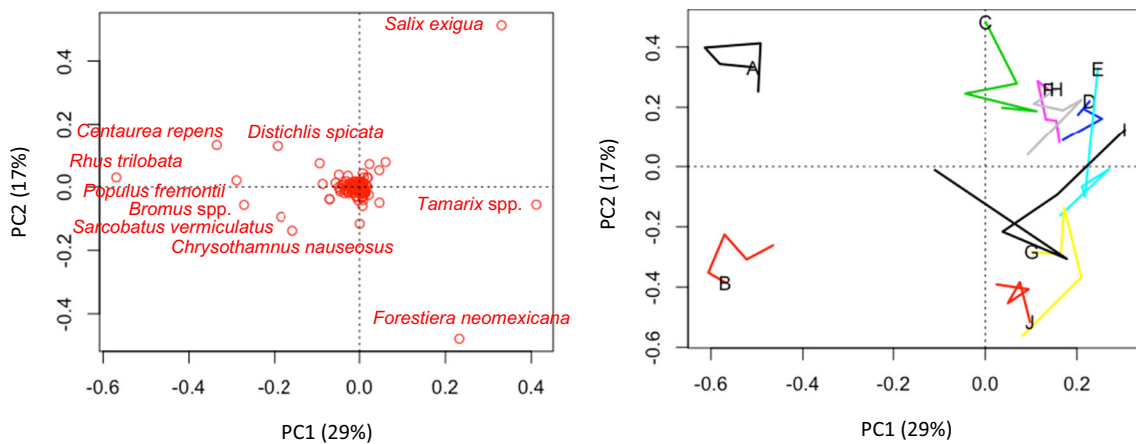 Salix exigua
Centaurea repens
Distichlis spicata
Rhus trilobata
Populus fremontii
Bromus spp.
Tamarix spp.
Sarcobatus vermiculatus
Chrysothamnus nauseosus
Forestiera neomexicana
PC2 (17%)
0.4
0.2
0.0
-0.2
-0.4
-0.6 -0.4 -0.2 0.0 0.2 0.4
PC1 (29%)
PC2 (17%)
0.4
0.2
0.0
-0.2
-0.4
-0.6
A
C
E
F
H
D
I
B
G
J
-0.6 -0.4 -0.2 0.0 0.2
PC1 (29%)